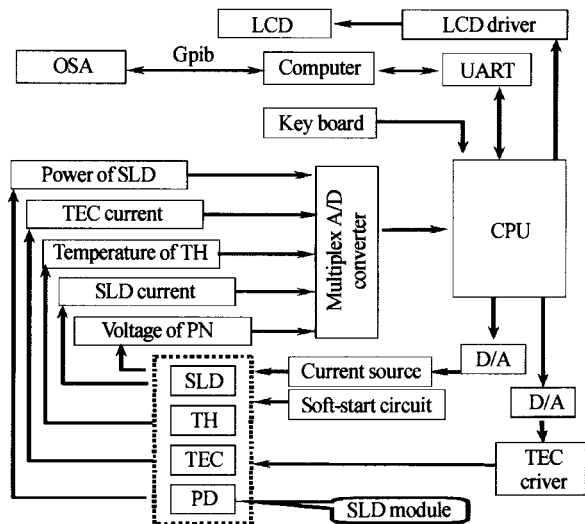 LCD
LCD driver
OSA
Gpib
Computer
UART
Key board
Power of SLD
TEC current
Temperature of TH
SLD current
Voltage of PN
Multiplex A/D
converter
CPU
SLD
TH
TEC
PD
Current source
Soft-start circuit
D/A
D/A
TEC
criver
SLD module